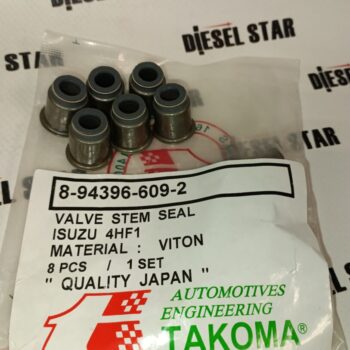 DIESEL STAR
DIESEL STAR
8-94396-609-2
VALVE STEM SEAL
ISUZU 4HF1
MATERIAL : VITON
8 PCS / 1 SET
" QUALITY JAPAN "
AUTOMOTIVES
ENGINEERING
TAKOMA®